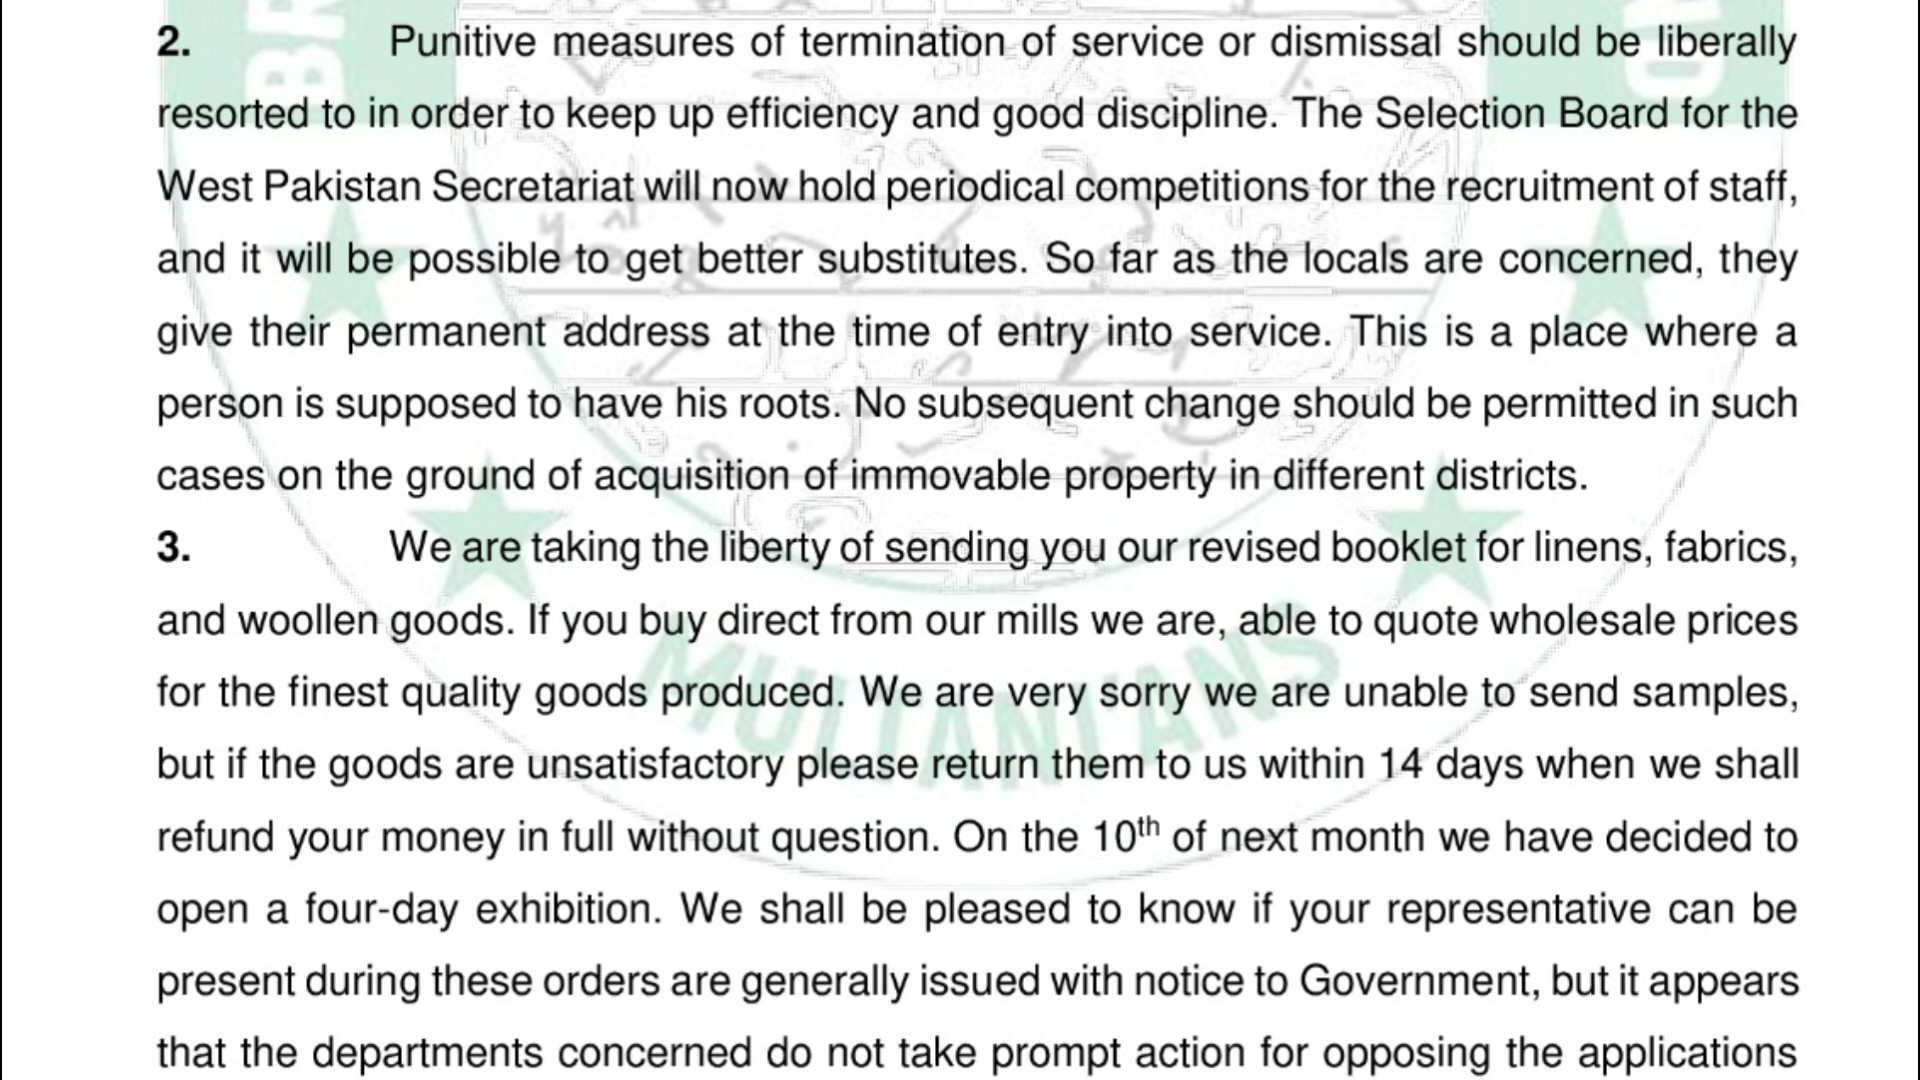 2. Punitive measures of termination of service or dismissal should be liberally
resorted to in order to keep up efficiency and good discipline. The Selection Board for the
West Pakistan Secretariat will now hold periodical competitions for the recruitment of staff,
and it will be possible to get better substitutes. So far as the locals are concerned, they
give their permanent address at the time of entry into service. This is a place where a
person is supposed to have his roots. No subsequent change should be permitted in such
cases on the ground of acquisition of immovable property in different districts.
3. We are taking the liberty of sending you our revised booklet for linens, fabrics,
and woollen goods. If you buy direct from our mills we are, able to quote wholesale prices
for the finest quality goods produced. We are very sorry we are unable to send samples,
but if the goods are unsatisfactory please return them to us within 14 days when we shall
refund your money in full without question. On the 10th of next month we have decided to
open a four-day exhibition. We shall be pleased to know if your representative can be
present during these orders are generally issued with notice to Government, but it appears
that the departments concerned do not take prompt action for opposing the applications
MULTANIANS